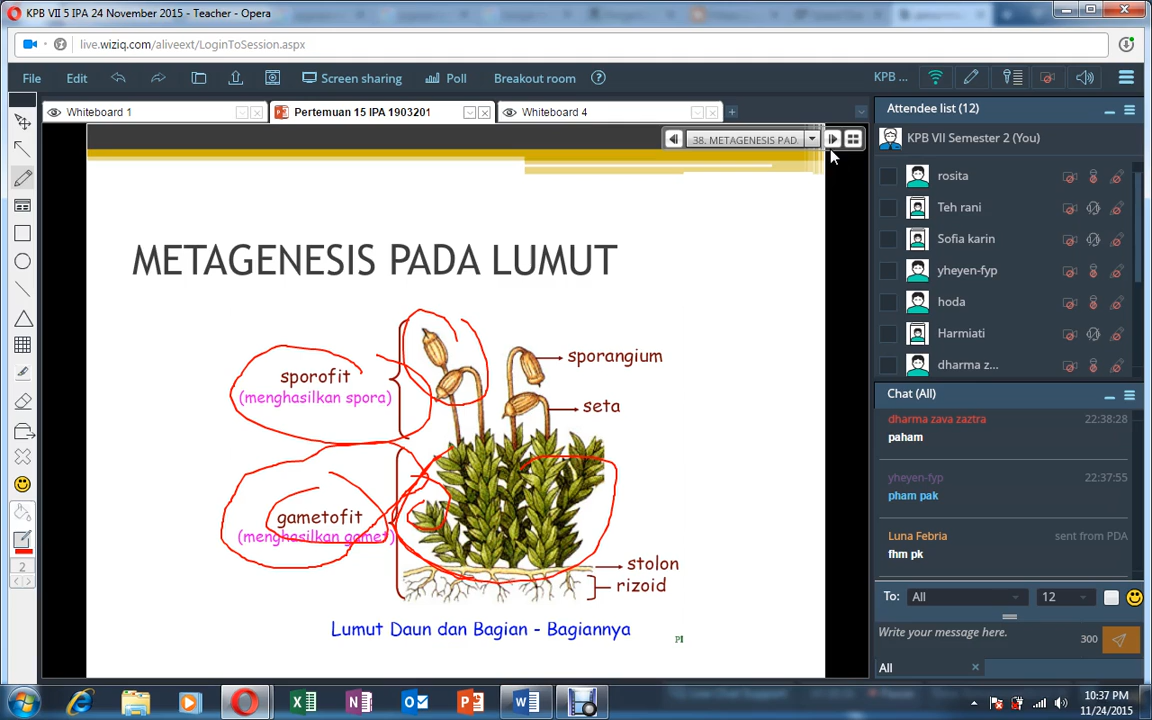 KPB VII 5 IPA 24 November 2015 - Teacher - Opera
live.wiziq.com/aliveext/LoginToSession.aspx
File Edit Screen sharing Poll Breakout room KPB ...
Whiteboard 1
Pertemuan 15 IPA 1903201
Whiteboard 4
38. METAGENESIS PAD
METAGENESIS PADA LUMUT
sporofit
(menghasilkan spora)
sporangium
seta
gametofit
(menghasilkan gamet)
stolon
rizoid
Lumut Daun dan Bagian - Bagiannya
PI
2
Attendee list (12)
KPB VII Semester 2 (You)
rosita
Teh rani
Sofia karin
yheyen-fyp
hoda
Harmiati
dharma z...
Chat (All)
dharma zava zaztra 22:38:28
paham
yheyen-fyp 22:37:55
pham pak
Luna Febria sent from PDA
fhm pk
To: All 12
Write your message here.
300
All
10:37 PM
11/24/2015